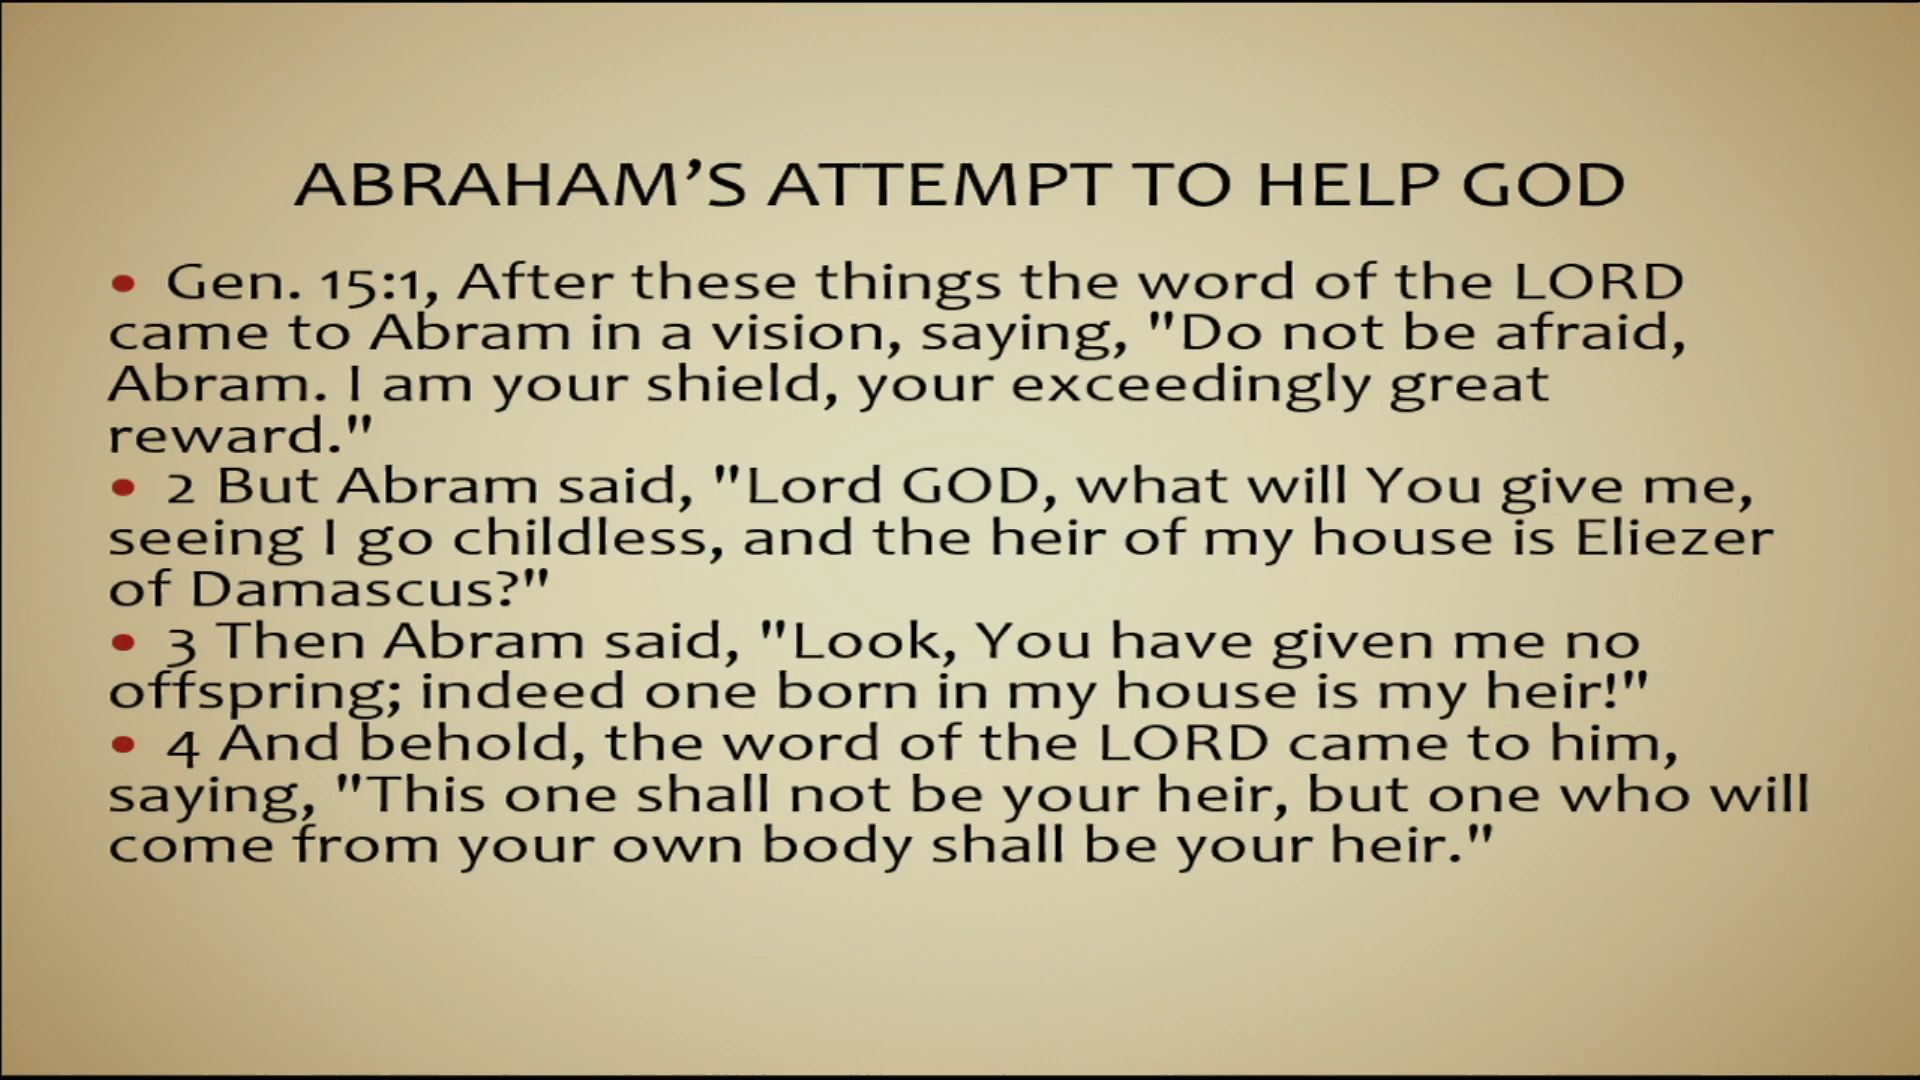 ABRAHAM’S ATTEMPT TO HELP GOD
• Gen. 15:1, After these things the word of the LORD
came to Abram in a vision, saying, "Do not be afraid,
Abram. I am your shield, your exceedingly great
reward."
• 2 But Abram said, "Lord GOD, what will You give me,
seeing I go childless, and the heir of my house is Eliezer
of Damascus?"
• 3 Then Abram said, "Look, You have given me no
offspring; indeed one born in my house is my heir!"
• 4 And behold, the word of the LORD came to him,
saying, "This one shall not be your heir, but one who will
come from your own body shall be your heir."